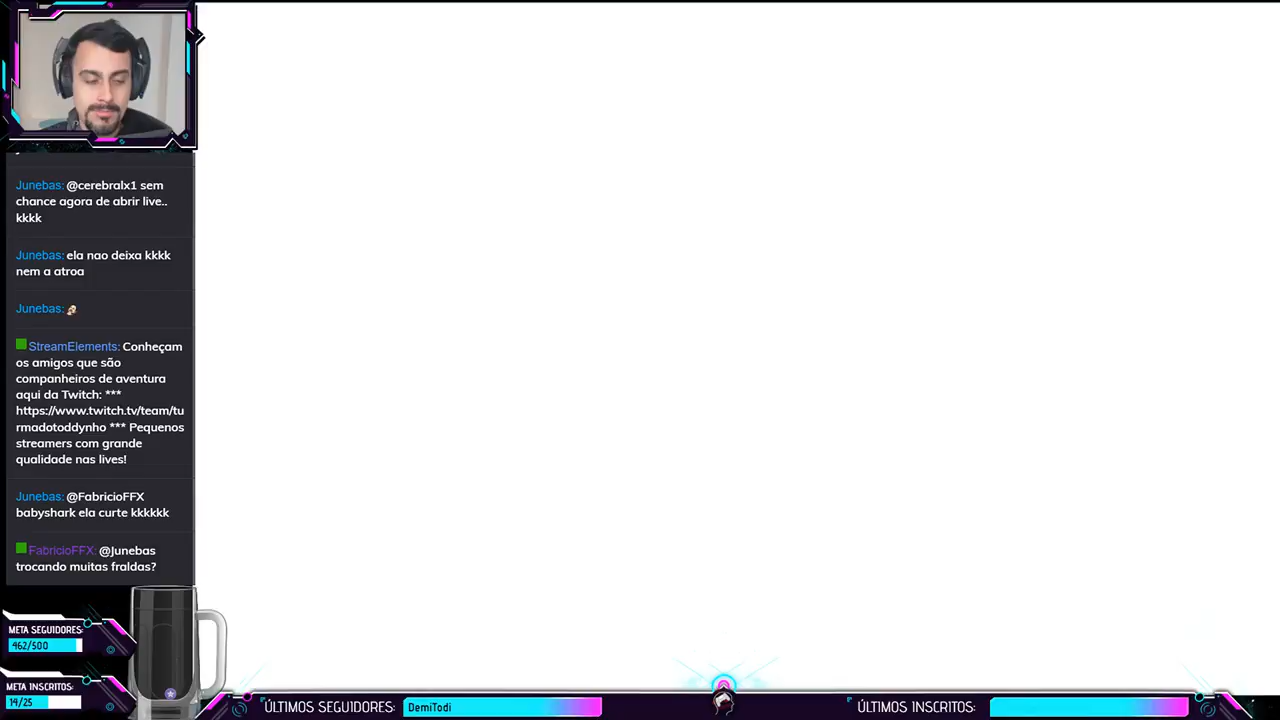 Junebas: @cerebralx1 sem
chance agora de abrir live..
kkkk
Junebas: ela nao deixa kkkk
nem a atroa
Junebas:
StreamElements: Conheçam
os amigos que são
companheiros de aventura
aqui da Twitch: ***
https://www.twitch.tv/team/tu
rmadotoddynho *** Pequenos
streamers com grande
qualidade nas lives!
Junebas: @FabricioFFX
babyshark ela curte kkkkkk
FabricioFFX: @Junebas
trocando muitas fraldas?
META SEGUIDORES:
462/500
META INSCRITOS:
14/25
ÚLTIMOS SEGUIDORES: DemiTodi
ÚLTIMOS INSCRITOS: